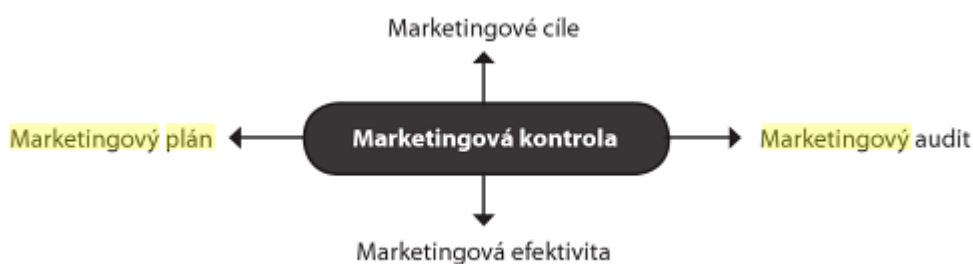 Marketingové cíle
Marketingový plán
Marketingová kontrola
Marketingový audit
Marketingová efektivita